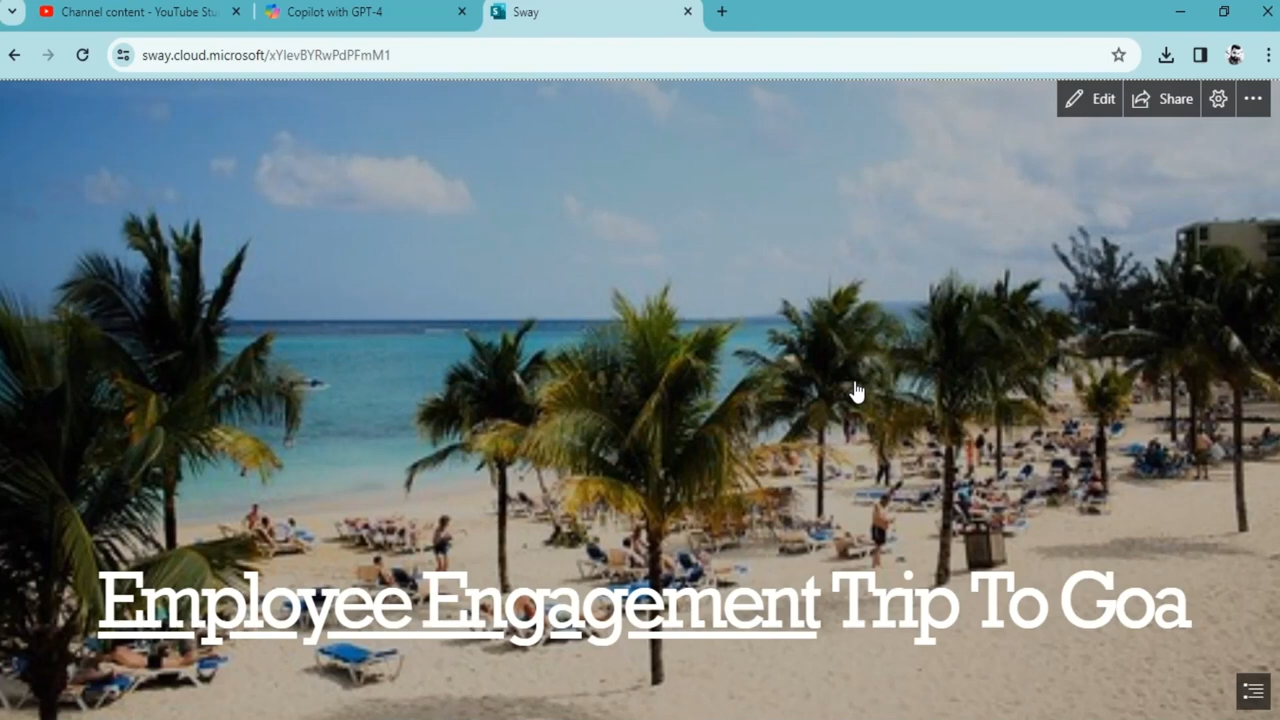 Channel content - YouTube Stu
Copilot with GPT-4
Sway
sway.cloud.microsoft/xYIevBYRwPdPFmM1
Edit
Share
Employee Engagement Trip To Goa